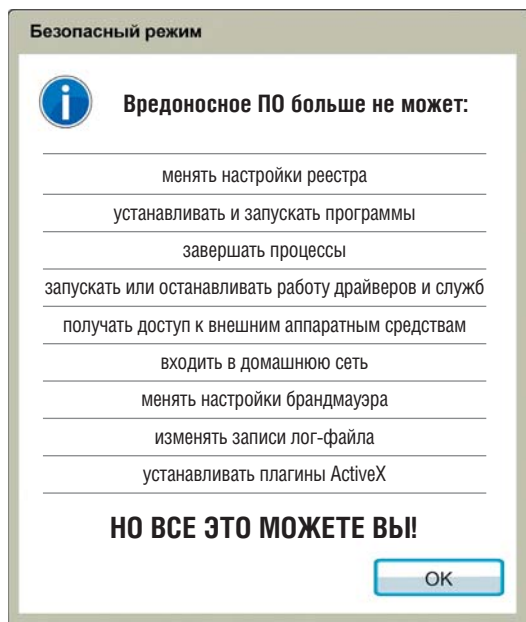 Безопасный режим
Вредоносное ПО больше не может:
менять настройки реестра
устанавливать и запускать программы
завершать процессы
запускать или останавливать работу драйверов и служб
получать доступ к внешним аппаратным средствам
входить в домашнюю сеть
менять настройки брандмауэра
изменять записи лог-файла
устанавливать плагины ActiveX
НО ВСЕ ЭТО МОЖЕТЕ ВЫ!
OK